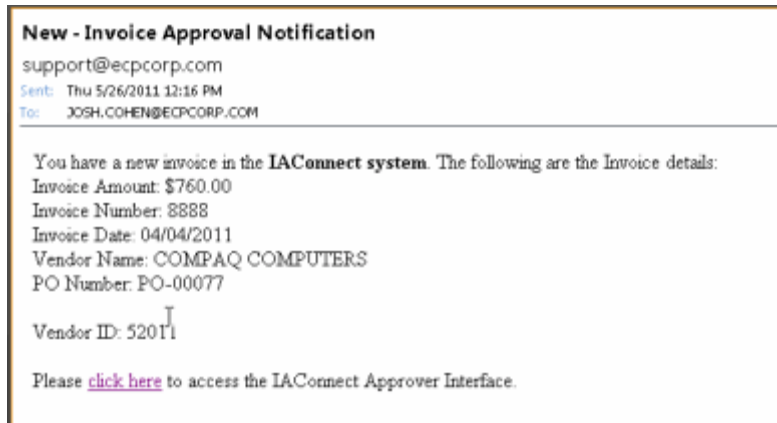 New - Invoice Approval Notification
support@ecpcorp.com
Sent: Thu 5/26/2011 12:16 PM
To: JOSH.COHEN@ECPCORP.COM
You have a new invoice in the IAConnect system. The following are the Invoice details:
Invoice Amount: $760.00
Invoice Number: 8888
Invoice Date: 04/04/2011
Vendor Name: COMPAQ COMPUTERS
PO Number: PO-00077
Vendor ID: 52011
Please click here to access the IAConnect Approver Interface.